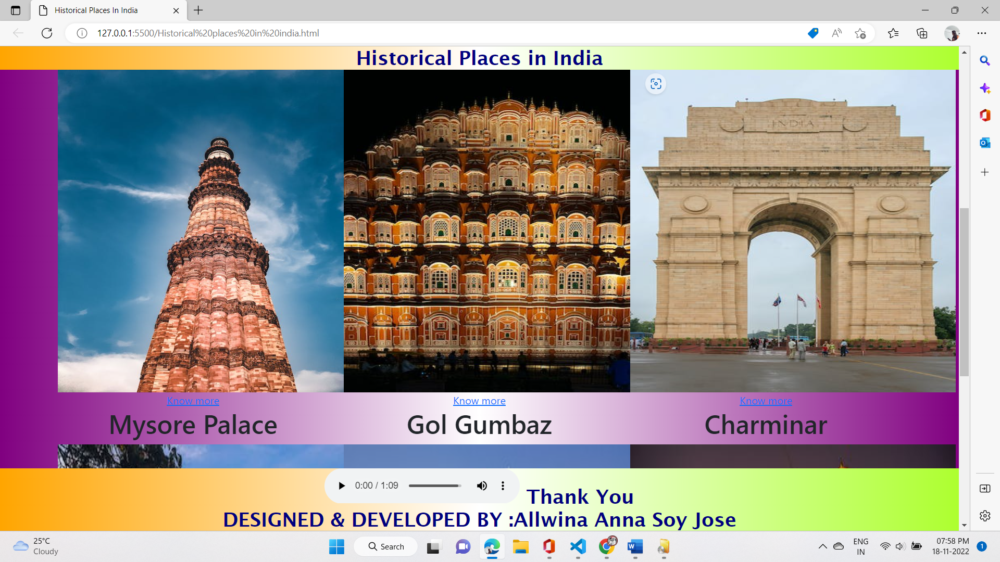 Historical Places In India
127.0.0.1:5500/Historical%20places%20in%20india.html
Historical Places in India
INDIA
Know more
Know more
Know more
Mysore Palace
Gol Gumbaz
Charminar
0:00 / 1:09
Thank You
DESIGNED & DEVELOPED BY :Allwina Anna Soy Jose
25°C
Cloudy
Search
ENG
IN
07:58 PM
18-11-2022
1